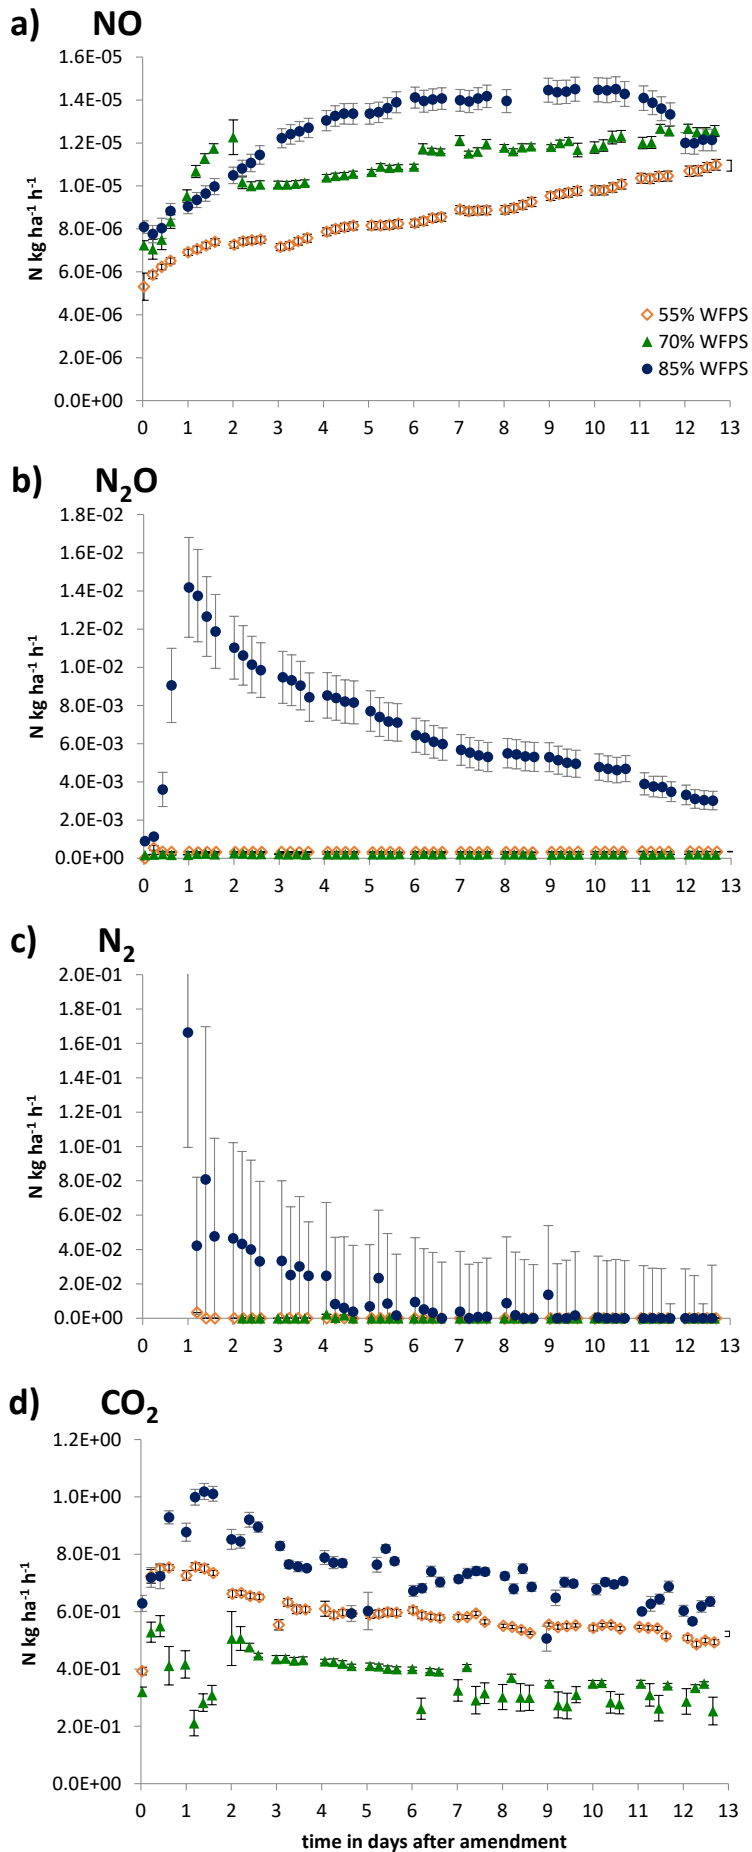 a) NO
1.6E-05
1.4E-05
1.2E-05
1.0E-05
8.0E-06
6.0E-06
4.0E-06
2.0E-06
0.0E+00
N kg ha⁻¹ h⁻¹
55% WFPS
70% WFPS
85% WFPS
0 1 2 3 4 5 6 7 8 9 10 11 12 13
b) N₂O
1.8E-02
1.6E-02
1.4E-02
1.2E-02
1.0E-02
8.0E-03
6.0E-03
4.0E-03
2.0E-03
0.0E+00
N kg ha⁻¹ h⁻¹
0 1 2 3 4 5 6 7 8 9 10 11 12 13
c) N₂
2.0E-01
1.8E-01
1.6E-01
1.4E-01
1.2E-01
1.0E-01
8.0E-02
6.0E-02
4.0E-02
2.0E-02
0.0E+00
N kg ha⁻¹ h⁻¹
0 1 2 3 4 5 6 7 8 9 10 11 12 13
d) CO₂
1.2E+00
1.0E+00
8.0E-01
6.0E-01
4.0E-01
2.0E-01
0.0E+00
N kg ha⁻¹ h⁻¹
0 1 2 3 4 5 6 7 8 9 10 11 12 13
time in days after amendment